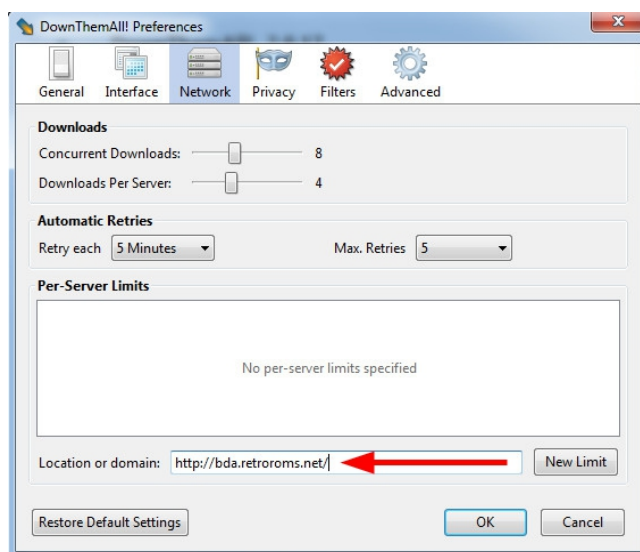 DownThemAll! Preferences
General Interface Network Privacy Filters Advanced
Downloads
Concurrent Downloads: 8
Downloads Per Server: 4
Automatic Retries
Retry each 5 Minutes Max. Retries 5
Per-Server Limits
No per-server limits specified
Location or domain: http://bda.retroroms.net/ New Limit
Restore Default Settings OK Cancel